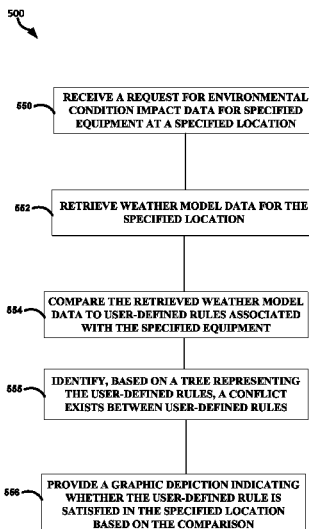 500
550
RECEIVE A REQUEST FOR ENVIRONMENTAL
CONDITION IMPACT DATA FOR SPECIFIED
EQUIPMENT AT A SPECIFIED LOCATION
552
RETRIEVE WEATHER MODEL DATA FOR THE
SPECIFIED LOCATION
554
COMPARE THE RETRIEVED WEATHER MODEL
DATA TO USER-DEFINED RULES ASSOCIATED
WITH THE SPECIFIED EQUIPMENT
555
IDENTIFY, BASED ON A TREE REPRESENTING
THE USER-DEFINED RULES, A CONFLICT
EXISTS BETWEEN USER-DEFINED RULES
556
PROVIDE A GRAPHIC DEPICTION INDICATING
WHETHER THE USER-DEFINED RULE IS
SATISFIED IN THE SPECIFIED LOCATION
BASED ON THE COMPARISON